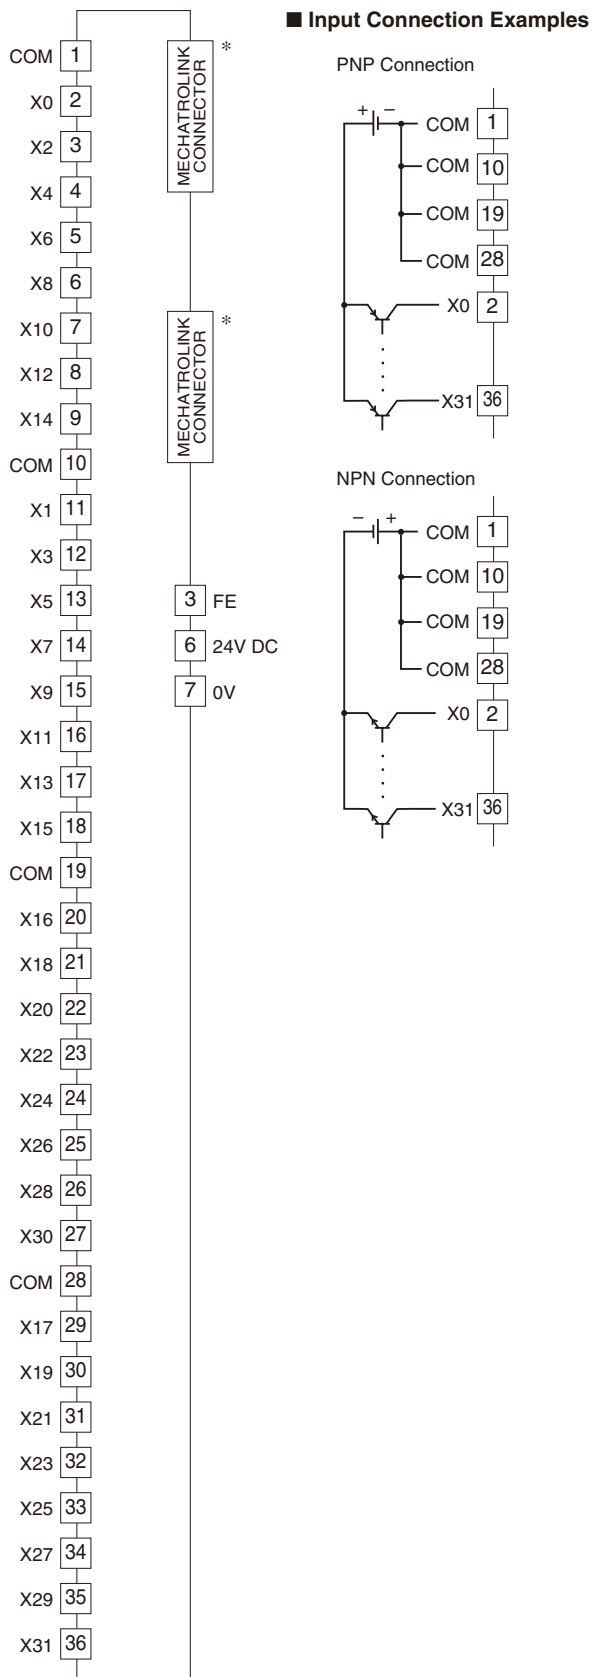 COM 1
X0 2
X2 3
X4 4
X6 5
X8 6
X10 7
X12 8
X14 9
COM 10
X1 11
X3 12
X5 13
X7 14
X9 15
X11 16
X13 17
X15 18
COM 19
X16 20
X18 21
X20 22
X22 23
X24 24
X26 25
X28 26
X30 27
COM 28
X17 29
X19 30
X21 31
X23 32
X25 33
X27 34
X29 35
X31 36
MECHATROLINK
CONNECTOR
*
MECHATROLINK
CONNECTOR
*
3 FE
6 24V DC
7 0V
■ Input Connection Examples
PNP Connection
+ −
COM 1
COM 10
COM 19
COM 28
X0 2
X31 36
NPN Connection
− +
COM 1
COM 10
COM 19
COM 28
X0 2
X31 36